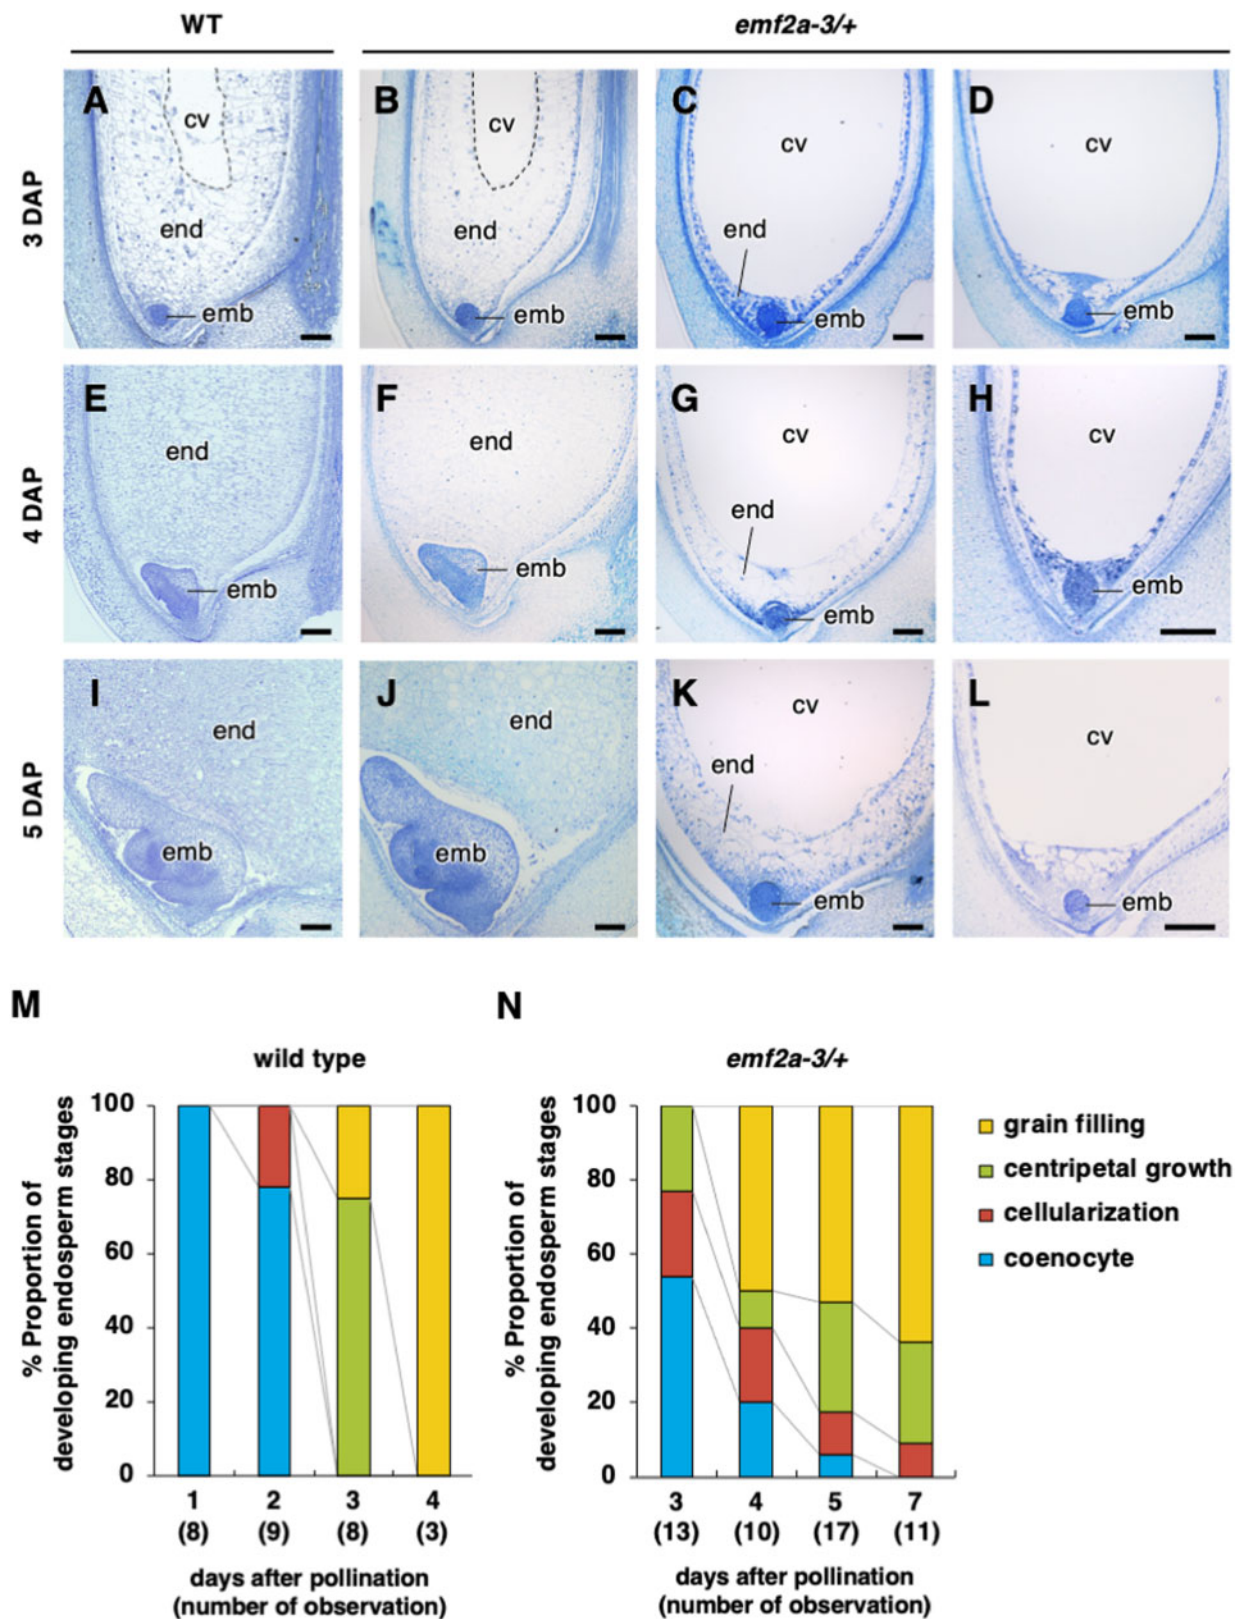 WT
emf2a-3/+
3 DAP
A
cv
end
emb
B
cv
end
emb
C
cv
end
emb
D
cv
emb
4 DAP
E
end
emb
F
end
emb
G
cv
end
emb
H
cv
emb
5 DAP
I
end
emb
J
end
emb
K
cv
end
emb
L
cv
emb
M
wild type
% Proportion of
developing endosperm stages
100
80
60
40
20
0
1 2 3 4
(8) (9) (8) (3)
days after pollination
(number of observation)
N
emf2a-3/+
% Proportion of
developing endosperm stages
100
80
60
40
20
0
3 4 5 7
(13) (10) (17) (11)
days after pollination
(number of observation)
grain filling
centripetal growth
cellularization
coenocyte